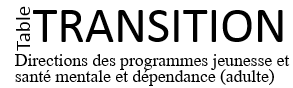 Table TRANSITION
Directions des programmes jeunesse et
santé mentale et dépendance (adulte)